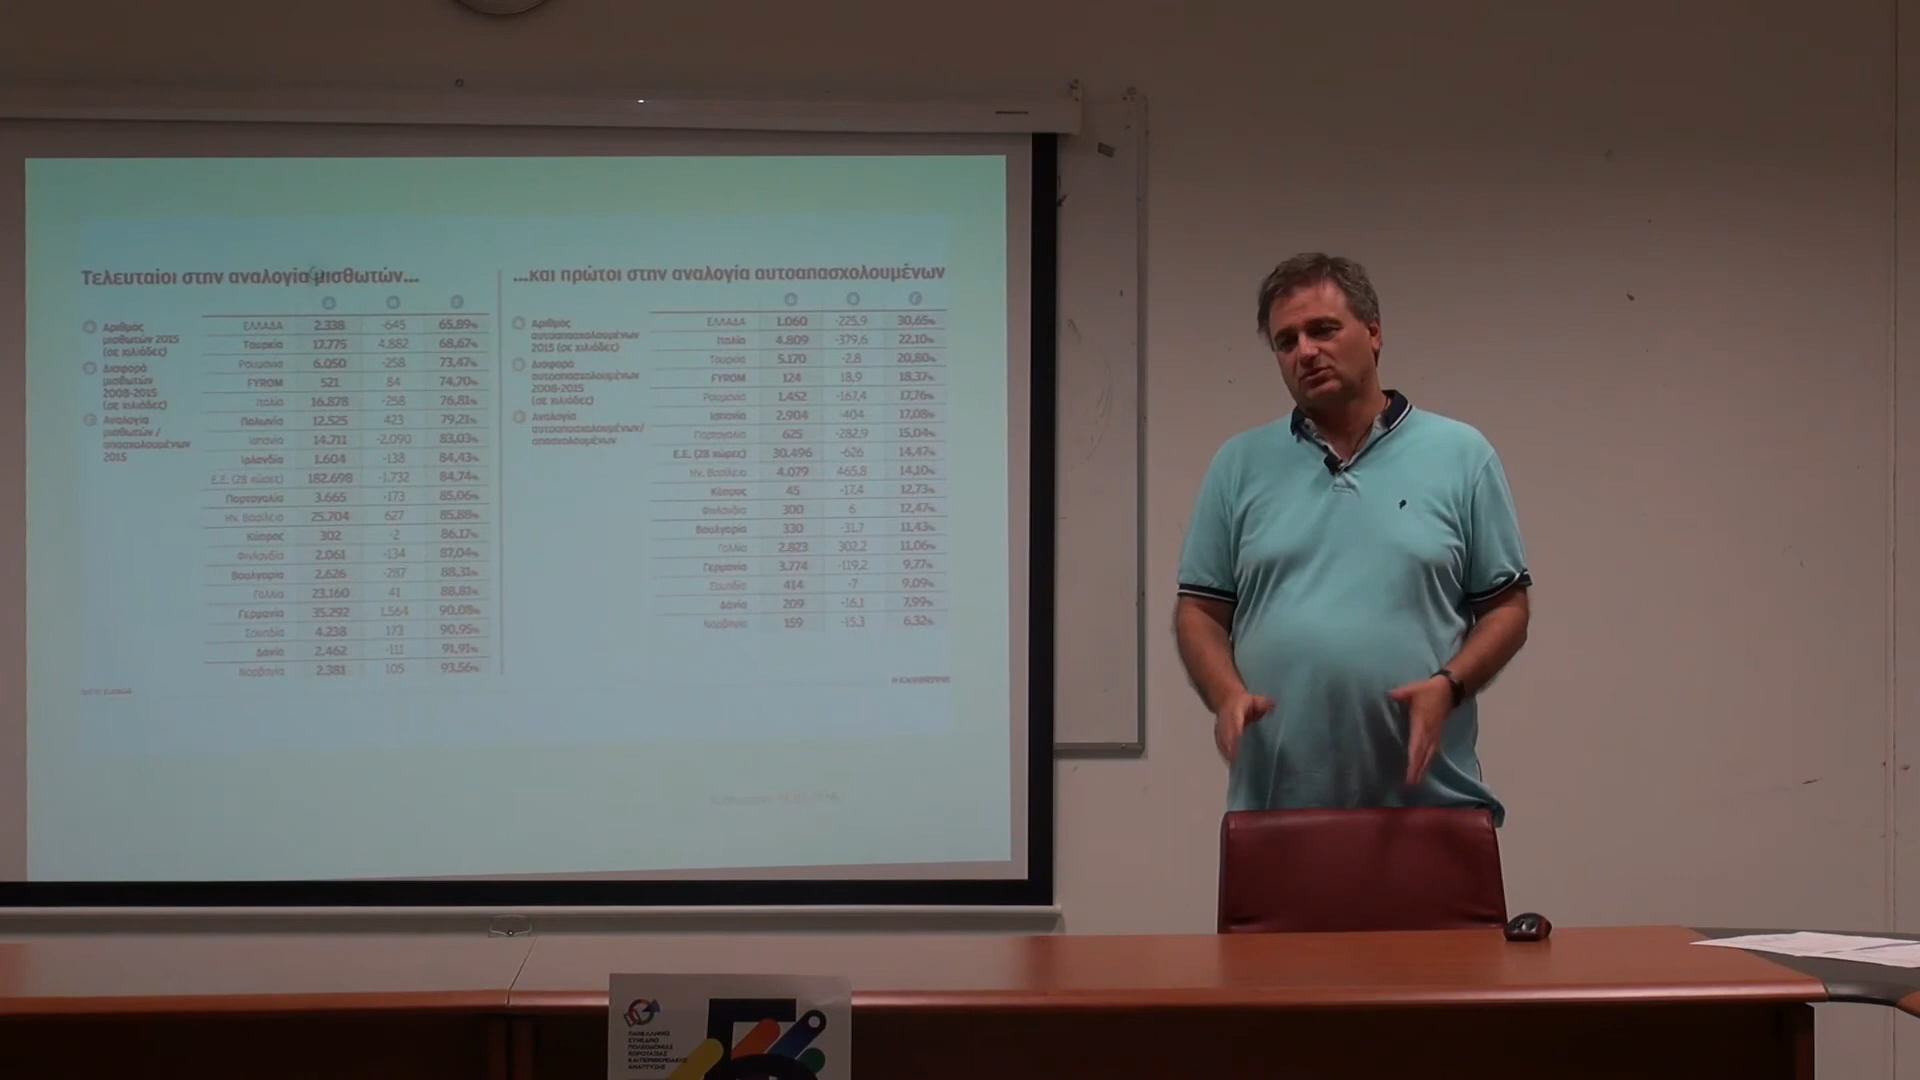 Τελευταίοι στην αναλογία μισθωτών...
Αριθμός
μισθωτών 2015
(σε χιλιάδες)
Διαφορά
μισθωτών
2008-2015
(σε χιλιάδες)
Αναλογία
μισθωτών /
απασχολουμένων
2015
ΕΛΛΑΔΑ 2.338 -645 65,89%
Τουρκία 17.775 4.882 68,67%
Ρουμανία 6.050 -258 73,47%
FYROM 521 84 74,70%
Ιταλία 16.878 -258 76,81%
Πολωνία 12.525 423 79,21%
Ισπανία 14.711 -2.090 83,03%
Ιρλανδία 1.604 -138 84,43%
Ε.Ε. (28 χώρες) 182.698 -1.732 84,74%
Πορτογαλία 3.665 -173 85,06%
Ην. Βασίλειο 25.704 627 85,88%
Κύπρος 302 -2 86,17%
Φινλανδία 2.061 -134 87,04%
Βουλγαρία 2.626 -287 88,31%
Γαλλία 23.160 41 88,81%
Γερμανία 35.292 1.564 90,08%
Σουηδία 4.238 173 90,95%
Δανία 2.462 -111 91,91%
Νορβηγία 2.381 105 93,56%
...και πρώτοι στην αναλογία αυτοαπασχολουμένων
Αριθμός
αυτοαπασχολουμένων
2015 (σε χιλιάδες)
Διαφορά
αυτοαπασχολουμένων
2008-2015
(σε χιλιάδες)
Αναλογία
αυτοαπασχολουμένων/
απασχολουμένων
ΕΛΛΑΔΑ 1.060 -225,9 30,65%
Ιταλία 4.809 -379,6 22,10%
Τουρκία 5.170 -2,8 20,80%
FYROM 124 18,9 18,37%
Ρουμανία 1.452 -167,4 17,76%
Ισπανία 2.904 -404 17,08%
Πορτογαλία 625 -282,9 15,04%
Ε.Ε. (28 χώρες) 30.496 -626 14,47%
Ην. Βασίλειο 4.079 465,8 14,10%
Κύπρος 45 -17,4 12,73%
Φινλανδία 300 6 12,47%
Βουλγαρία 330 -31,7 11,43%
Γαλλία 2.823 302,2 11,06%
Γερμανία 3.774 -119,2 9,77%
Σουηδία 414 -7 9,09%
Δανία 209 -16,1 7,99%
Νορβηγία 159 -15,3 6,32%
Η ΚΑΘΗΜΕΡΙΝΗ
ΠΑΝΕΛΛΗΝΙΟ
ΣΥΝΕΔΡΙΟ
ΠΟΛΕΟΔΟΜΙΑΣ
ΧΩΡΟΤΑΞΙΑΣ
ΚΑΙ ΠΕΡΙΦΕΡΕΙΑΚΗΣ
ΑΝΑΠΤΥΞΗΣ